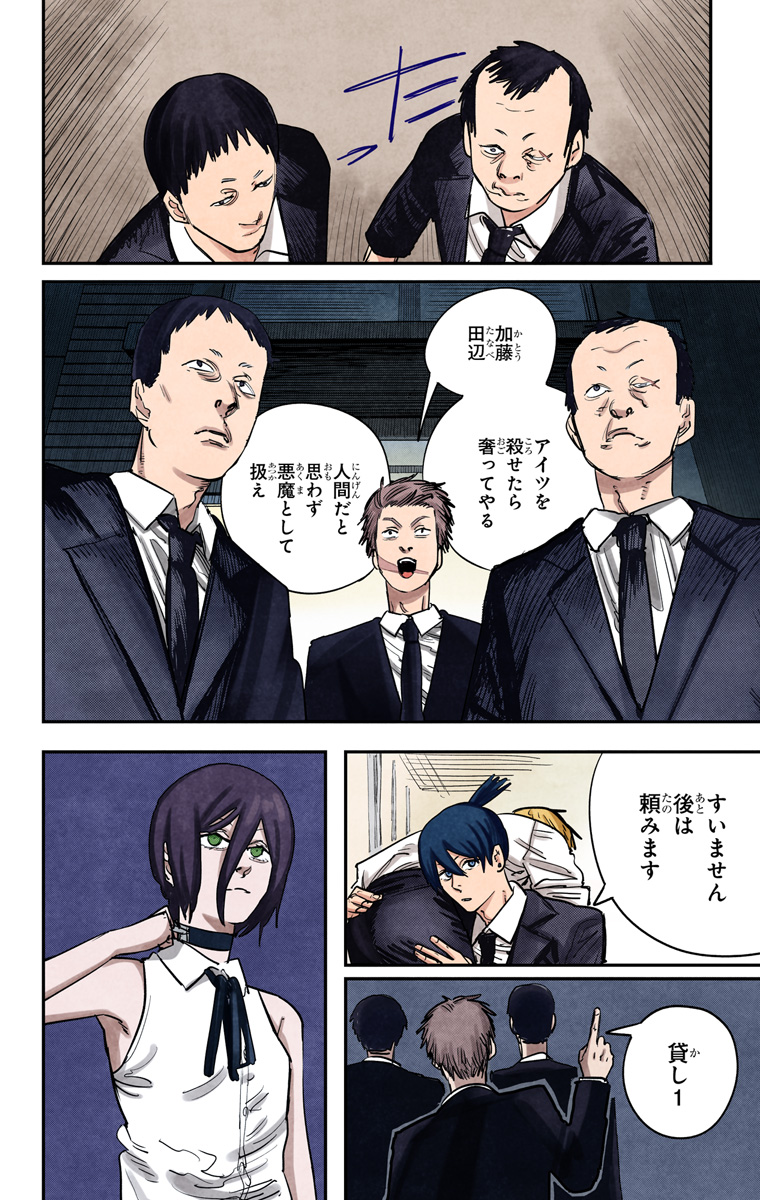 タッ
加藤
田辺
アイツを
殺せたら
奢ってやる
人間だと
思わず
悪魔として
扱え
すいません
後は
頼みます
貸し1